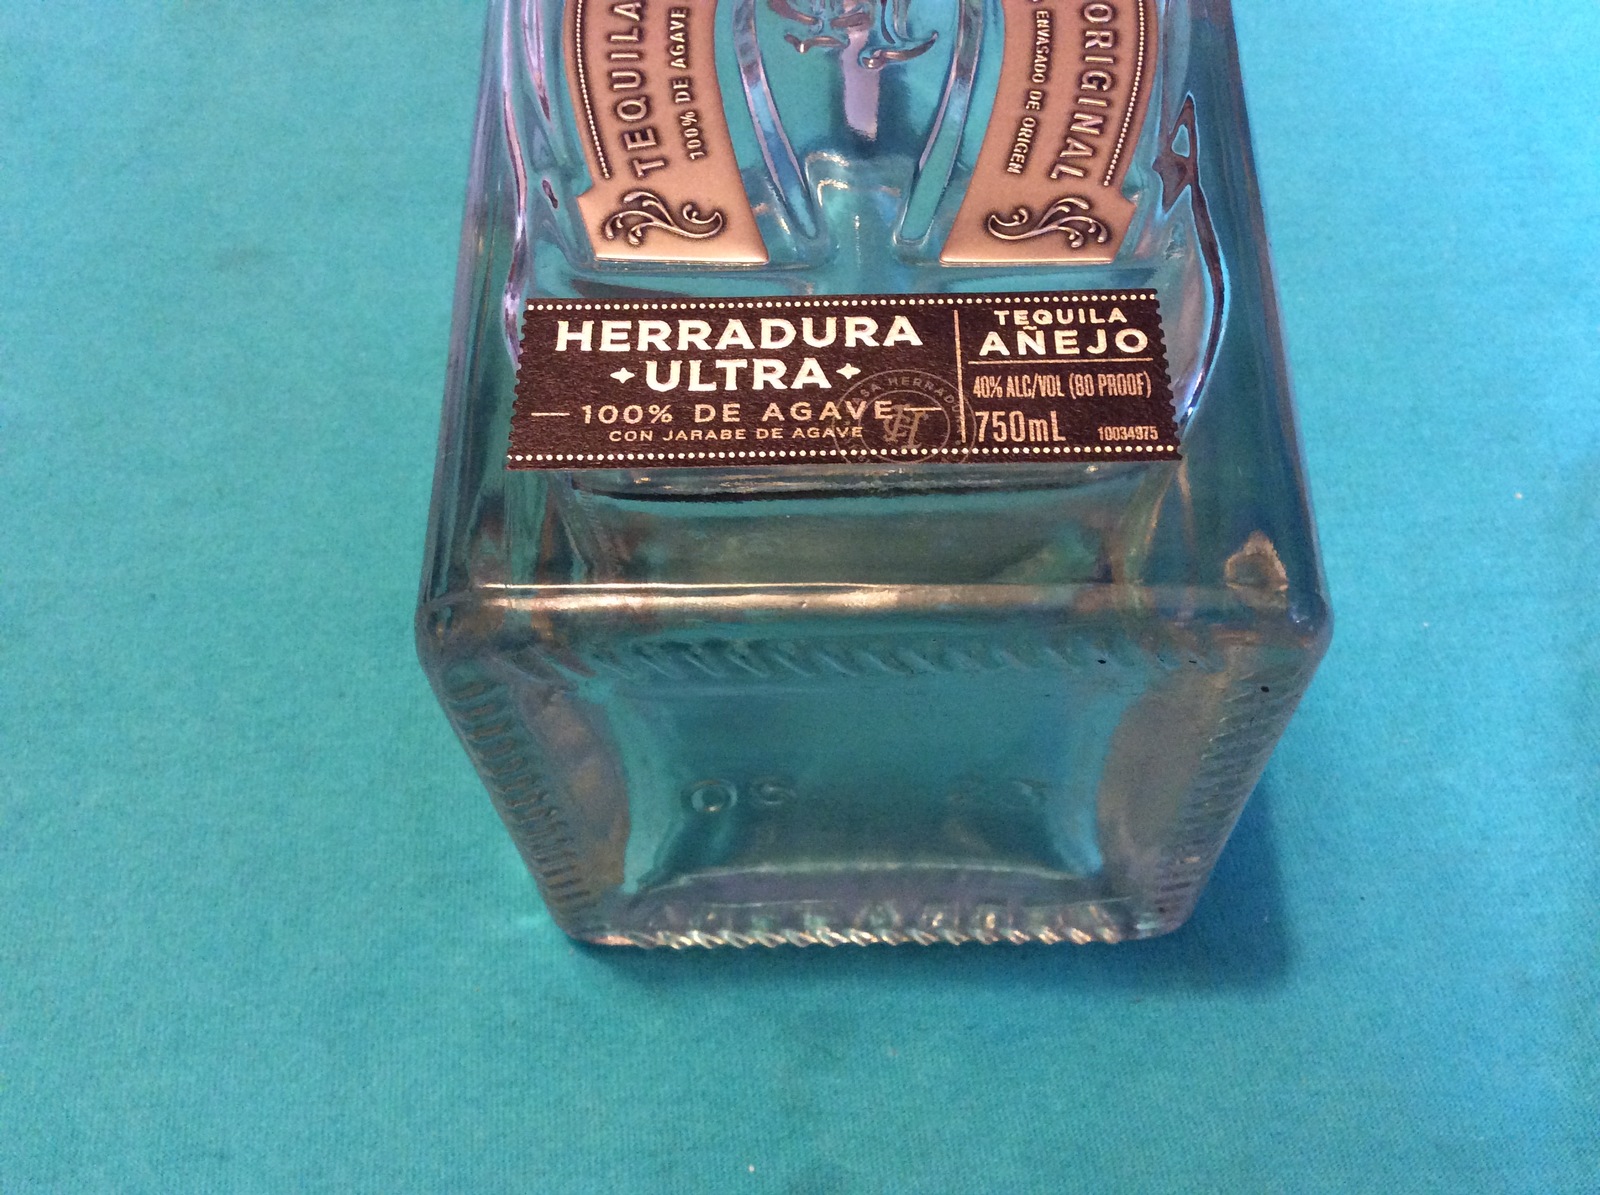 TEQUILA
100% DE AGAVE
ORIGINAL
ENVASADO DE ORIGEN
HERRADURA
ULTRA
100% DE AGAVE
CON JARABE DE AGAVE
TEQUILA
AÑEJO
40% ALC/VOL (80 PROOF)
750mL 10034975